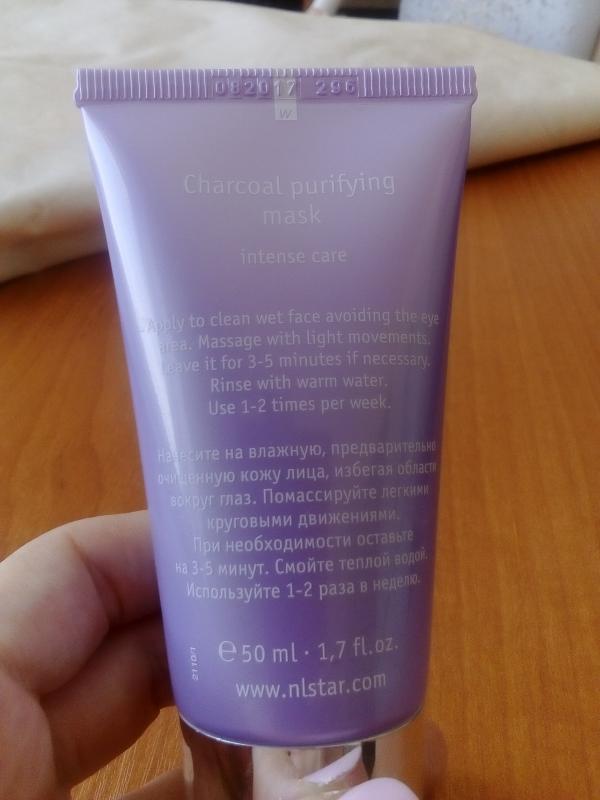 082017 296
W
Charcoal purifying
mask
intense care
Apply to clean wet face avoiding the eye
area. Massage with light movements.
Leave it for 3-5 minutes if necessary.
Rinse with warm water.
Use 1-2 times per week.
Нанесите на влажную, предварительно
очищенную кожу лица, избегая области
вокруг глаз. Помассируйте легкими
круговыми движениями.
При необходимости оставьте
на 3-5 минут. Смойте теплой водой.
Используйте 1-2 раза в неделю.
℮ 50 ml · 1,7 fl.oz.
www.nlstar.com
2110/1